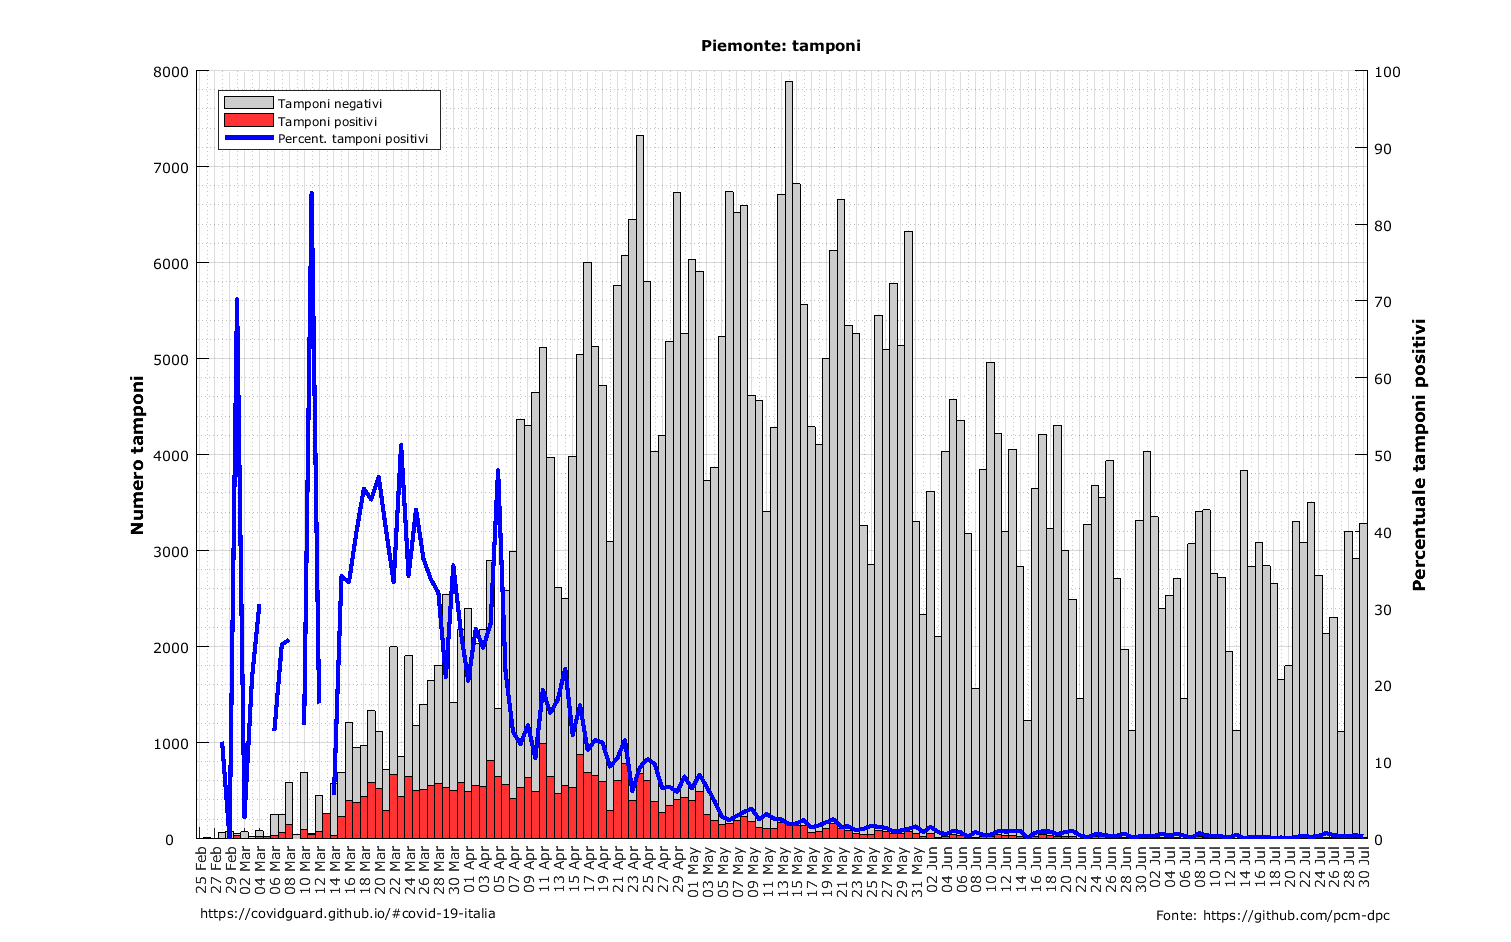 Piemonte: tamponi
8000
7000
6000
5000
4000
3000
2000
1000
0
100
90
80
70
60
50
40
30
20
10
0
Tamponi negativi
Tamponi positivi
Percent. tamponi positivi
Numero tamponi
Percentuale tamponi positivi
25 Feb
27 Feb
29 Feb
02 Mar
04 Mar
06 Mar
08 Mar
10 Mar
12 Mar
14 Mar
16 Mar
18 Mar
20 Mar
22 Mar
24 Mar
26 Mar
28 Mar
30 Mar
01 Apr
03 Apr
05 Apr
07 Apr
09 Apr
11 Apr
13 Apr
15 Apr
17 Apr
19 Apr
21 Apr
23 Apr
25 Apr
27 Apr
29 Apr
01 May
03 May
05 May
07 May
09 May
11 May
13 May
15 May
17 May
19 May
21 May
23 May
25 May
27 May
29 May
31 May
02 Jun
04 Jun
06 Jun
08 Jun
10 Jun
12 Jun
14 Jun
16 Jun
18 Jun
20 Jun
22 Jun
24 Jun
26 Jun
28 Jun
30 Jun
02 Jul
04 Jul
06 Jul
08 Jul
10 Jul
12 Jul
14 Jul
16 Jul
18 Jul
20 Jul
22 Jul
24 Jul
26 Jul
28 Jul
30 Jul
https://covidguard.github.io/#covid-19-italia
Fonte: https://github.com/pcm-dpc